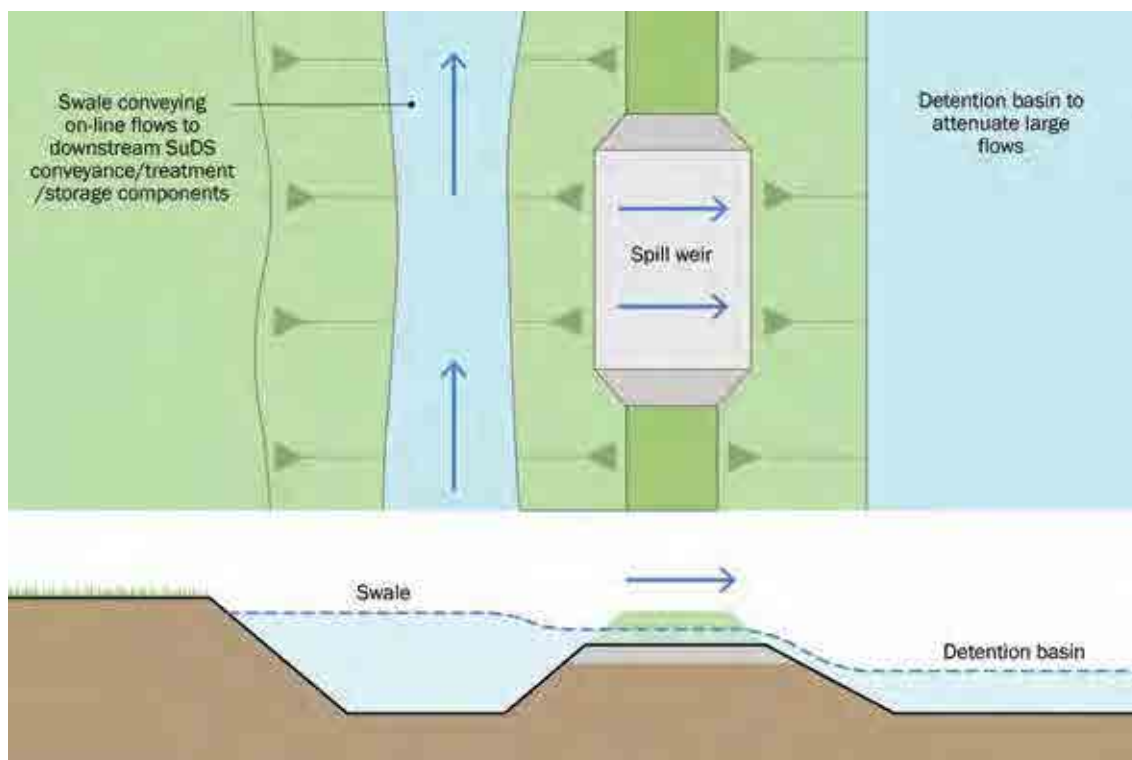 Swale conveying
on-line flows to
downstream SuDS
conveyance/treatment
/storage components
Detention basin to
attenuate large
flows
Spill weir
Swale
Detention basin